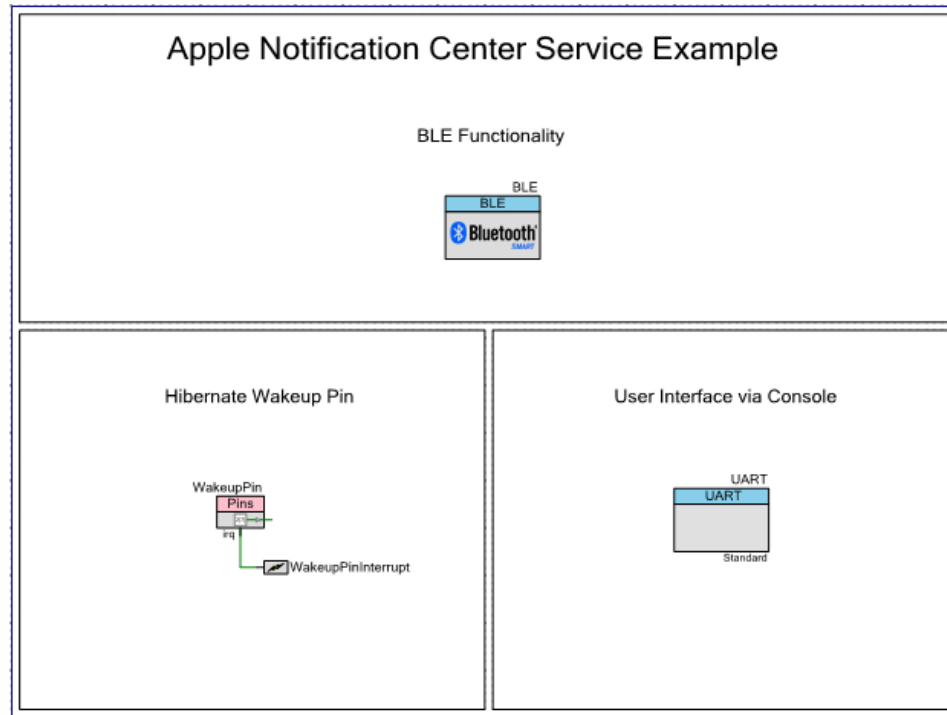 Apple Notification Center Service Example
BLE Functionality
BLE
BLE
Bluetooth
SMART
Hibernate Wakeup Pin
WakeupPin
Pins
irq
WakeupPinInterrupt
User Interface via Console
UART
UART
Standard